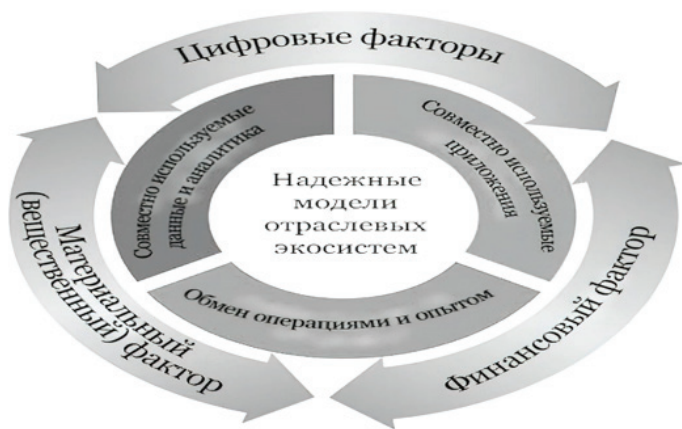 Цифровые факторы
Совместно используемые
данные и аналитика
Совместно используемые
приложения
Надежные
модели
отраслевых
экосистем
Обмен операциями и опытом
Материальный
(вещественный) фактор
Финансовый фактор